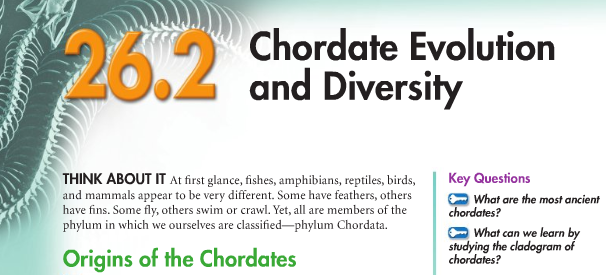 26.2 Chordate Evolution
and Diversity
THINK ABOUT IT At first glance, fishes, amphibians, reptiles, birds,
and mammals appear to be very different. Some have feathers, others
have fins. Some fly, others swim or crawl. Yet, all are members of the
phylum in which we ourselves are classified—phylum Chordata.
Origins of the Chordates
Key Questions
What are the most ancient
chordates?
What can we learn by
studying the cladogram of
chordates?